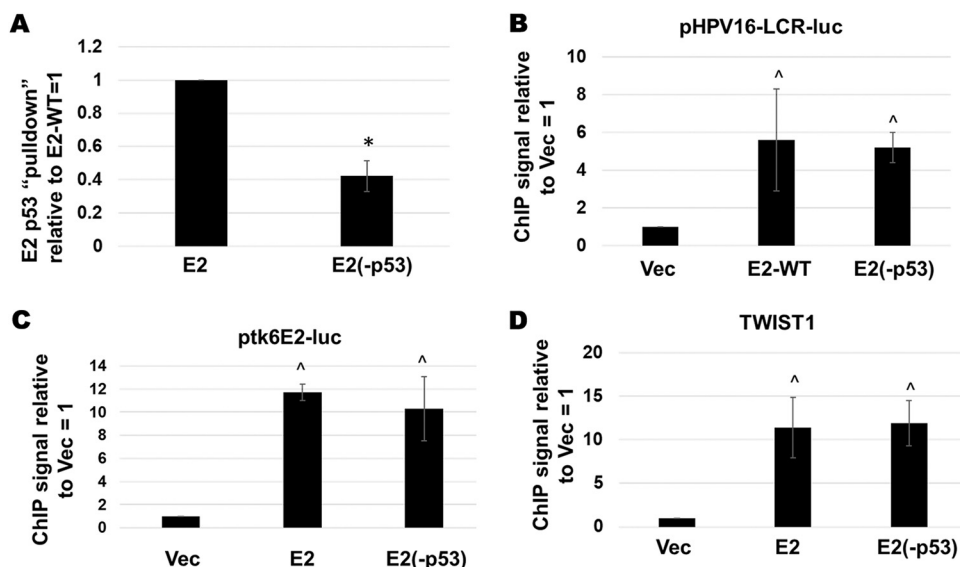 A
E2 p53 “pulldown”
relative to E2-WT=1
1.2
1
0.8
0.6
0.4
0.2
0
*
E2 E2(-p53)
B
pHPV16-LCR-luc
ChIP signal relative
to Vec = 1
10
8
6
4
2
0
^ ^
Vec E2-WT E2(-p53)
C
ptk6E2-luc
ChIP signal relative
to Vec = 1
14
12
10
8
6
4
2
0
^ ^
Vec E2 E2(-p53)
D
TWIST1
ChIP signal relative
to Vec = 1
20
15
10
5
0
^ ^
Vec E2 E2(-p53)